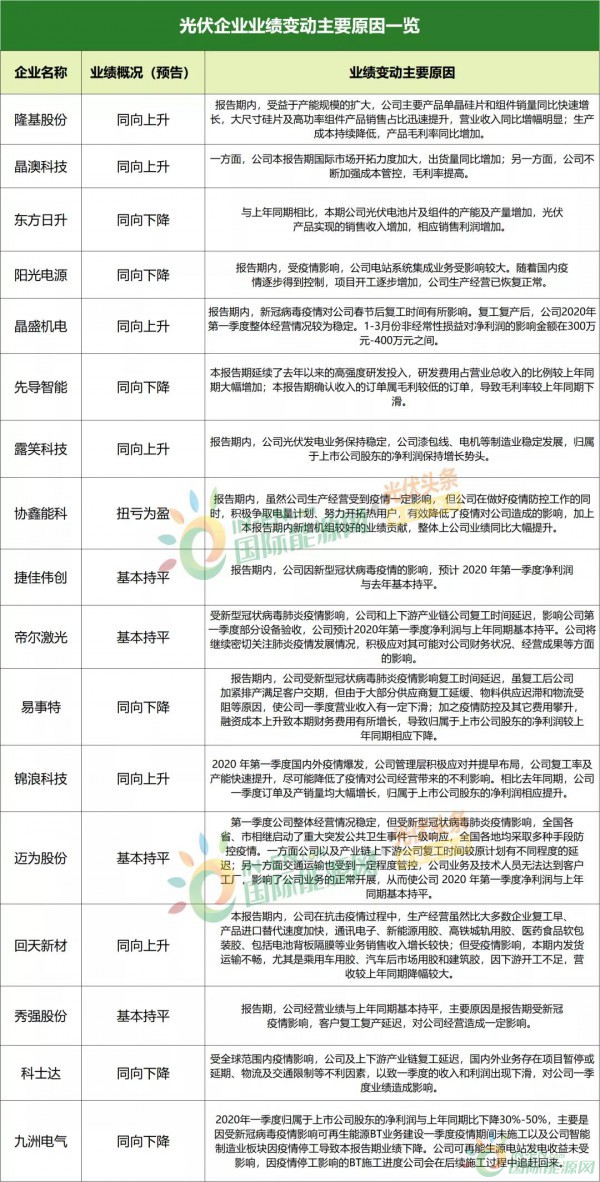 光伏企业业绩变动主要原因一览
企业名称 业绩概况（预告） 业绩变动主要原因
隆基股份 同向上升
报告期内，受益于产能规模的扩大，公司主要产品单晶硅片和组件销量同比快速增
长，大尺寸硅片及高功率组件产品销售占比迅速提升，营业收入同比增幅明显；生产
成本持续降低，产品毛利率同比增加。
晶澳科技 同向上升
一方面，公司本报告期国际市场开拓力度加大，出货量同比增加；另一方面，公司不
断加强成本管控，毛利率提高。
东方日升 同向下降
与上年同期相比，本期公司光伏电池片及组件的产能及产量增加，光伏
产品实现的销售收入增加，相应销售利润增加。
阳光电源 同向下降
报告期内，受疫情影响，公司电站系统集成业务受影响较大。随着国内疫
情逐步得到控制，项目开工逐步增加，公司生产经营已恢复正常。
晶盛机电 同向上升
报告期内，新冠病毒疫情对公司春节后复工时间有所影响。复工复产后，公司2020年
第一季度整体经营情况较为稳定。1-3月份非经常性损益对净利润的影响金额在300万
元-400万元之间。
先导智能 同向下降
本报告期延续了去年以来的高强度研发投入，研发费用占营业总收入的比例较上年同
期大幅增加；本报告期确认收入的订单属毛利较低的订单，导致毛利率较上年同期下
滑。
露笑科技 同向上升
报告期内，公司光伏发电业务保持稳定，公司漆包线、电机等制造业稳定发展，归属
于上市公司股东的净利润保持增长势头。
协鑫能科 扭亏为盈
报告期内，虽然公司生产经营受到疫情一定影响， 但公司在做好疫情防控工作的同
时，积极争取电量计划、努力开拓热用户，有效降低了疫情对公司造成的影响，加上
本报告期内新增机组较好的业绩贡献，整体上公司业绩同比大幅提升。
捷佳伟创 基本持平
报告期内，公司因新型冠状病毒疫情的影响，预计 2020 年第一季度净利润
与去年基本持平。
帝尔激光 基本持平
受新型冠状病毒肺炎疫情影响，公司和上下游产业链公司复工时间延迟，影响公司第
一季度部分设备验收，公司预计2020年第一季度净利润与上年同期基本持平。公司将
继续密切关注肺炎疫情发展情况，积极应对其可能对公司财务状况、经营成果等方面
的影响。
易事特 同向下降
报告期内，公司受新型冠状病毒肺炎疫情影响复工时间延迟，虽复工后公司
加紧排产满足客户交期，但由于大部分供应商复工延缓、物料供应迟滞和物流受
阻等原因，使公司一季度营业收入有一定下滑；加之疫情防控及其它费用攀升，
融资成本上升致本期财务费用有所增长，导致归属于上市公司股东的净利润较上
年同期相应下降。
锦浪科技 同向上升
2020 年第一季度国内外疫情爆发，公司管理层积极应对并提早布局，公司复工率及
产能快速提升，尽可能降低了疫情对公司经营带来的不利影响。相比去年同期，公司
一季度订单及产销量均大幅增长，归属于上市公司股东的净利润相应提升。
迈为股份 基本持平
第一季度公司整体经营情况稳定，但受新型冠状病毒肺炎疫情影响，全国各
省、市相继启动了重大突发公共卫生事件一级响应，全国各地均采取多种手段防
控疫情。一方面公司以及产业链上下游公司复工时间较原计划有不同程度的延
迟；另一方面交通运输也受到一定程度管控，公司业务及技术人员无法达到客户
工厂，影响了公司业务的正常开展，从而使公司 2020 年第一季度净利润与上年
同期基本持平。
回天新材 同向上升
本报告期内，公司在抗击疫情过程中，生产经营虽然比大多数企业复工早、
产品进口替代速度加快，通讯电子、新能源用胶、高铁城轨用胶、医药食品软包
装胶、包括电池背板隔膜等业务销售收入增长较快；但受疫情影响，本期内发货
运输不畅，尤其是乘用车用胶、汽车后市场用胶和建筑胶，因下游开工不足，营
收较上年同期降幅较大。
秀强股份 基本持平
报告期，公司经营业绩与上年同期基本持平，主要原因是报告期受新冠
疫情影响，客户复工复产延迟，对公司经营造成一定影响。
科士达 同向下降
受全球范围内疫情影响，公司及上下游产业链复工延迟，国内外业务存在项目暂停或
延期、物流及交通限制等不利因素，以致一季度的收入和利润出现下滑，对公司一季
度业绩造成影响。
九洲电气 同向下降
2020年一季度归属于上市公司股东的净利润与上年同期比下降30%-50%，主要是
因受新冠病毒疫情影响可再生能源BT业务建设一季度疫情期间未施工以及公司智能
制造业板块因疫情停工导致本报告期业绩下降。公司可再生能源电站发电收益未受
影响，因疫情停工影响的BT施工进度公司会在后续施工过程中追赶回来。
光伏头条
国际能源网